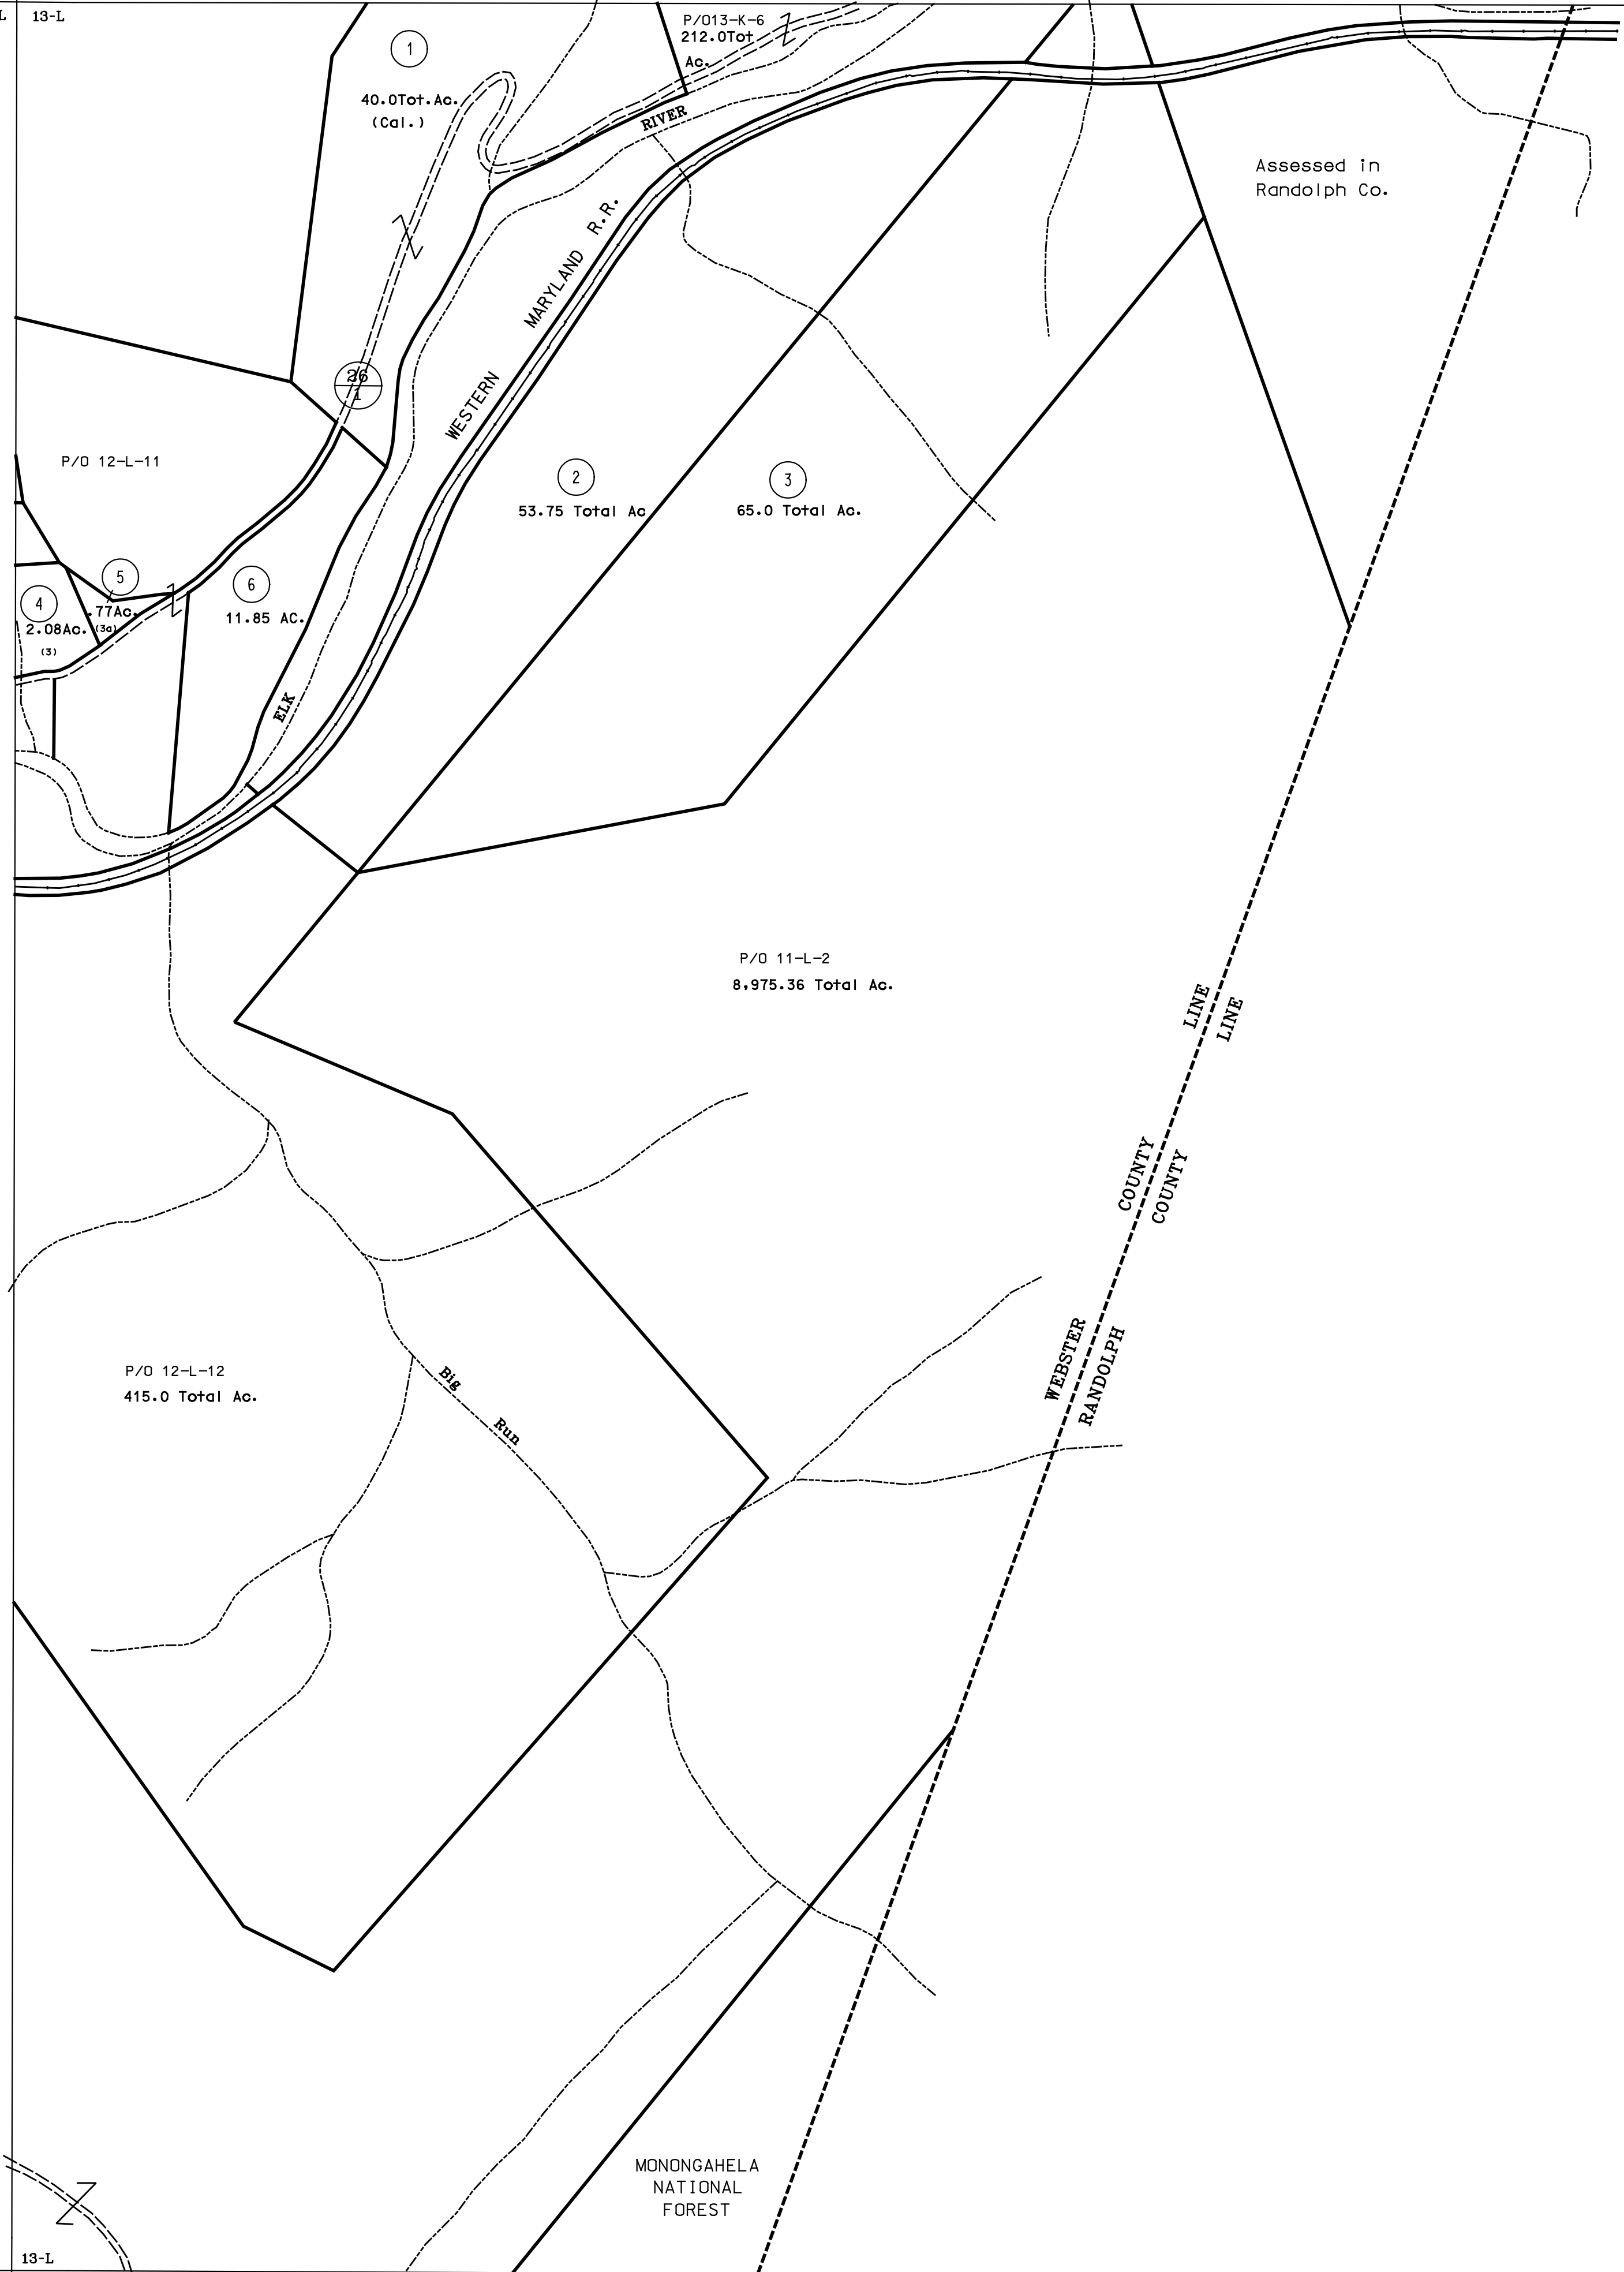 L
13-L
P/O13-K-6
212.0Tot
Ac.
1
40.0Tot.Ac.
(Cal.)
RIVER
Assessed in
Randolph Co.
WESTERN MARYLAND R.R.
26
1
P/O 12-L-11
2
53.75 Total Ac
3
65.0 Total Ac.
5
.77Ac.
(3a)
6
11.85 AC.
4
2.08Ac.
(3)
ELK
P/O 11-L-2
8,975.36 Total Ac.
WEBSTER COUNTY LINE
RANDOLPH COUNTY LINE
P/O 12-L-12
415.0 Total Ac.
Big Run
MONONGAHELA
NATIONAL
FOREST
13-L